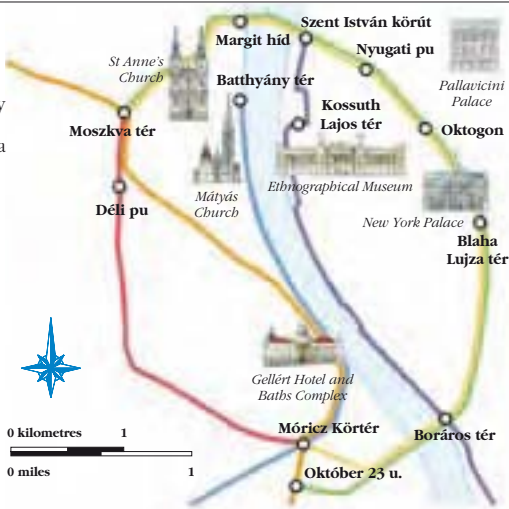 Szent István körút
Margit híd
Nyugati pu
St Anne's
Church
Batthyány tér
Pallavicini
Palace
y
Kossuth
Lajos tér
Moszkva tér
Oktogon
a
Ethnographical Museum
Mátyás
Church
Déli pu
New York Palace
Blaha
Lujza tér
Gellért Hotel and
Baths Complex
0 kilometres 1
Móricz Körtér
Boráros tér
0 miles 1
Október 23 u.